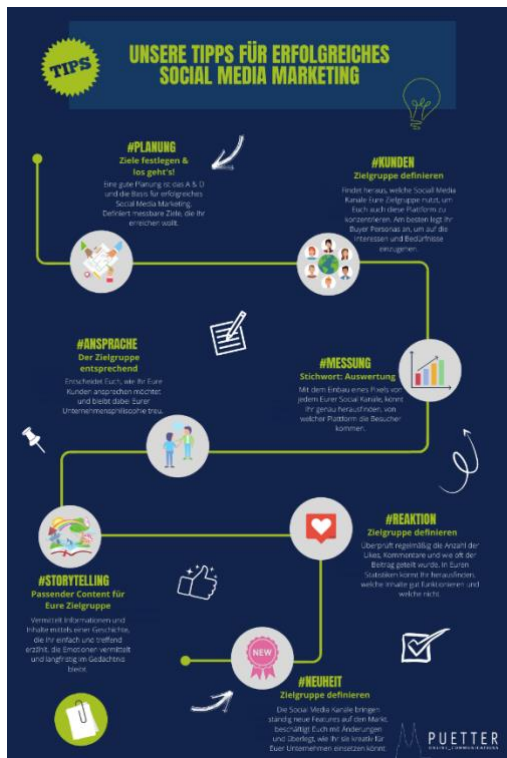 TIPS
UNSERE TIPPS FÜR ERFOLGREICHES
SOCIAL MEDIA MARKETING
#PLANUNG
Ziele festlegen &
los geht's!
Eine gute Planung ist das A & O
und die Basis für erfolgreiches
Social Media Marketing.
Definiert messbare Ziele, die ihr
erreichen wollt.
#KUNDEN
Zielgruppe definieren
Findet heraus, welche Sociall Media
Kanäle Eure Zielgruppe nutzt, um
Euch auch diese Plattform zu
konzentrieren. Am besten legt ihr
Buyer Personas an, um auf die
Interessen und Bedürfnisse
einzugehen.
#ANSPRACHE
Der Zielgruppe
entsprechend
Entscheidet Euch, wie ihr Eure
Kunden ansprechen möchtet
und bleibt dabei Eurer
Unternehmensphilisophie treu.
#MESSUNG
Stichwort: Auswertung
Mit dem Einbau eines Pixels von
jedem Eurer Social Kanäle, könnt
ihr genau herausfinden, von
welcher Plattform die Besucher
kommen.
#REAKTION
Zielgruppe definieren
Überprüft regelmäßig die Anzahl der
Likes, Kommentare und wie oft der
Beitrag geteilt wurde. In Euren
Statistiken könnt ihr herausfinden,
welche Inhalte gut funktionieren und
welche nicht.
#STORYTELLING
Passender Content für
Eure Zielgruppe
Vermittelt Informationen und
Inhalte mittels einer Geschichte,
die ihr einfach und treffend
erzählt, die Emotionen vermittelt
und langfristig im Gedächtnis
bleibt.
NEW
#NEUHEIT
Zielgruppe definieren
Die Social Media Kanäle bringen
ständig neue Features auf den Markt,
beschäftigt Euch mit Änderungen
und überlegt, wie ihr sie kreativ für
Euer Unternehmen einsetzen könnt.
PUETTER
ONLINE_COMMUNICATIONS